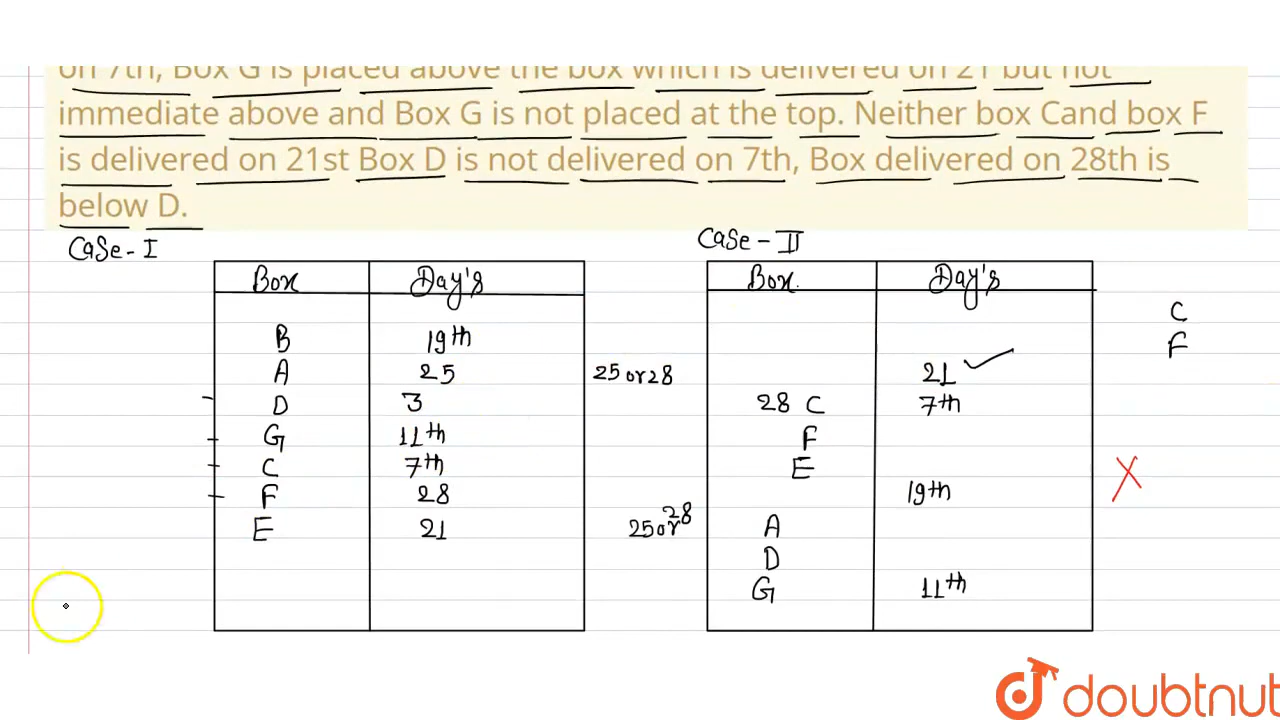 on 7th, Box G is placed above the box which is delivered on 21 but not
immediate above and Box G is not placed at the top. Neither box Cand box F
is delivered on 21st Box D is not delivered on 7th, Box delivered on 28th is
below D.
Case-I
Box Day's
B 19th
A 25 25 or 28
D 3
G 11th
C 7th
F 28
E 21
Case-II
Box. Day's
21
28 C 7th
F
E
19th
25 or 28 A
D
G 11th
C
F
X
doubtnut